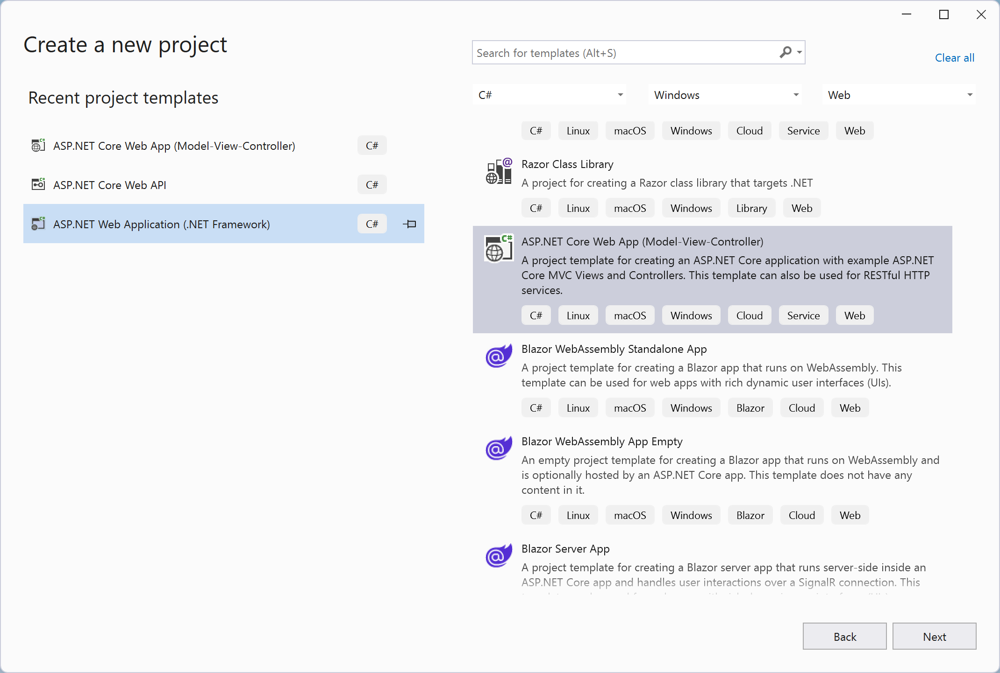 Create a new project
Search for templates (Alt+S)
Clear all
Recent project templates
C#
Windows
Web
ASP.NET Core Web App (Model-View-Controller)
C#
ASP.NET Core Web API
C#
ASP.NET Web Application (.NET Framework)
C#
C# Linux macOS Windows Cloud Service Web
Razor Class Library
A project for creating a Razor class library that targets .NET
C# Linux macOS Windows Library Web
ASP.NET Core Web App (Model-View-Controller)
A project template for creating an ASP.NET Core application with example ASP.NET
Core MVC Views and Controllers. This template can also be used for RESTful HTTP
services.
C# Linux macOS Windows Cloud Service Web
Blazor WebAssembly Standalone App
A project template for creating a Blazor app that runs on WebAssembly. This
template can be used for web apps with rich dynamic user interfaces (UIs).
C# Linux macOS Windows Blazor Cloud Web
Blazor WebAssembly App Empty
An empty project template for creating a Blazor app that runs on WebAssembly and
is optionally hosted by an ASP.NET Core app. This template does not have any
content in it.
C# Linux macOS Windows Blazor Cloud Web
Blazor Server App
A project template for creating a Blazor server app that runs server-side inside an
ASP.NET Core app and handles user interactions over a SignalR connection. This
Back
Next